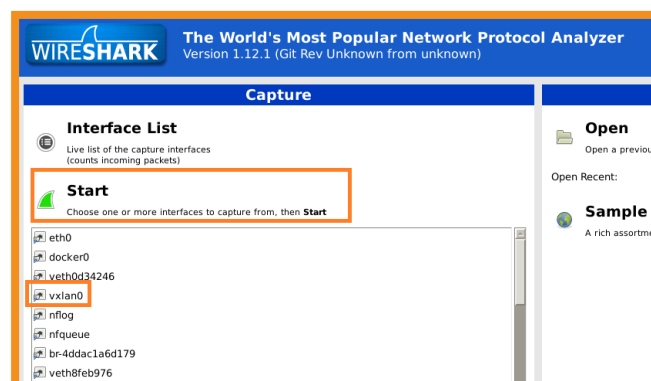 WIRESHARK
The World's Most Popular Network Protocol Analyzer
Version 1.12.1 (Git Rev Unknown from unknown)
Capture
Interface List
Live list of the capture interfaces
(counts incoming packets)
Start
Choose one or more interfaces to capture from, then Start
eth0
docker0
veth0d34246
vxlan0
nflog
nfqueue
br-4ddac1a6d179
veth8feb976
Open
Open a previou
Open Recent:
Sample
A rich assortme